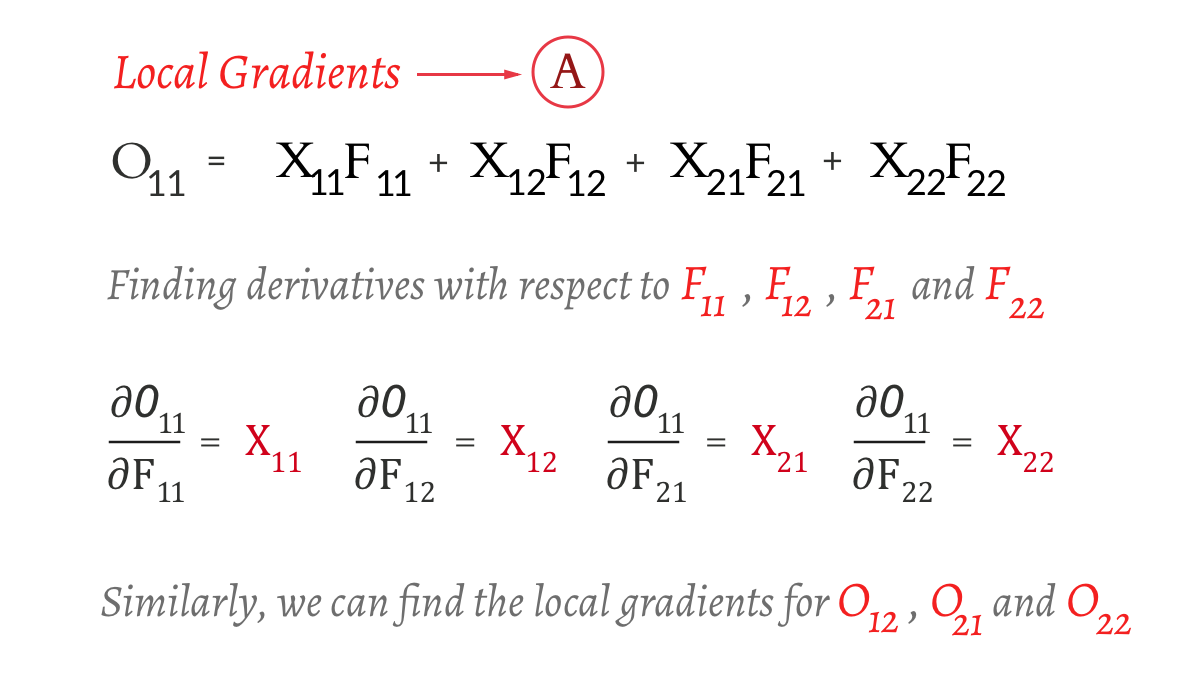 Local Gradients → A
O₁₁ = X₁₁F₁₁ + X₁₂F₁₂ + X₂₁F₂₁ + X₂₂F₂₂
Finding derivatives with respect to F₁₁ , F₁₂ , F₂₁ and F₂₂
∂O₁₁/∂F₁₁ = X₁₁ ∂O₁₁/∂F₁₂ = X₁₂ ∂O₁₁/∂F₂₁ = X₂₁ ∂O₁₁/∂F₂₂ = X₂₂
Similarly, we can find the local gradients for O₁₂ , O₂₁ and O₂₂